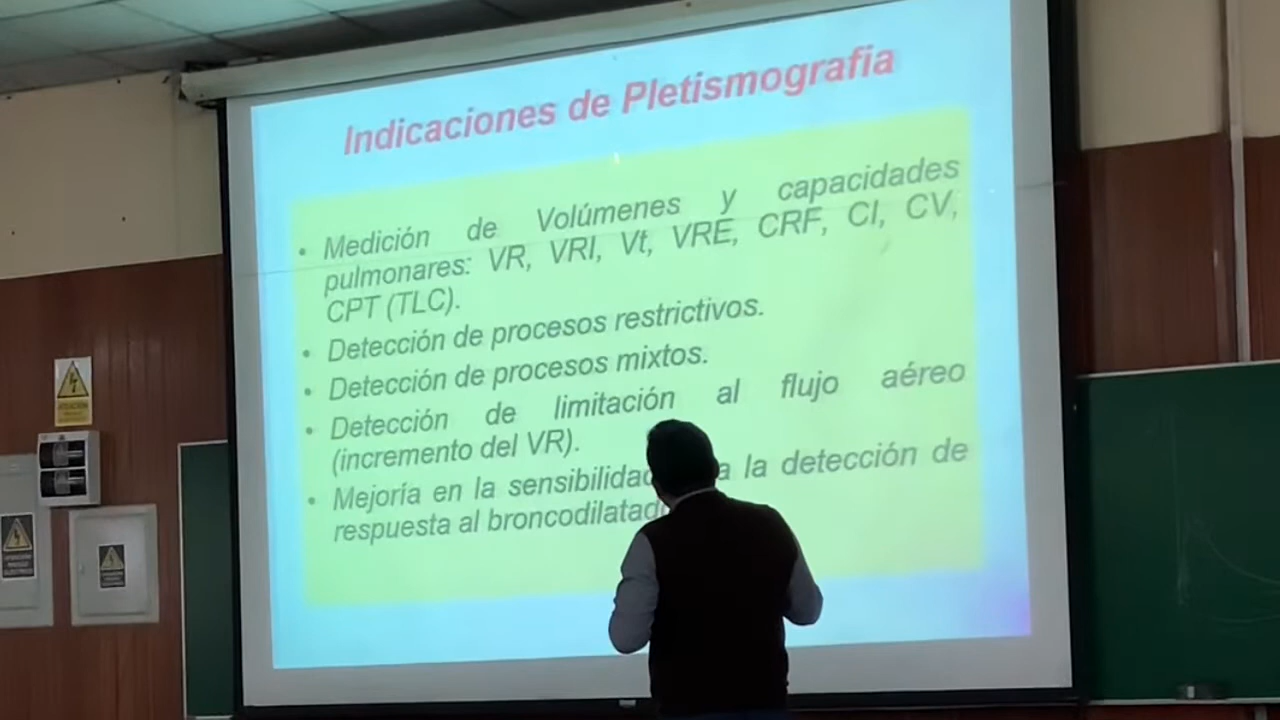 Indicaciones de Pletismografia
• Medición de Volúmenes y capacidades
pulmonares: VR, VRI, Vt, VRE, CRF, CI, CV,
CPT (TLC).
• Detección de procesos restrictivos.
• Detección de procesos mixtos.
• Detección de limitación al flujo aéreo
(incremento del VR).
• Mejoría en la sensibilidad la detección de
respuesta al